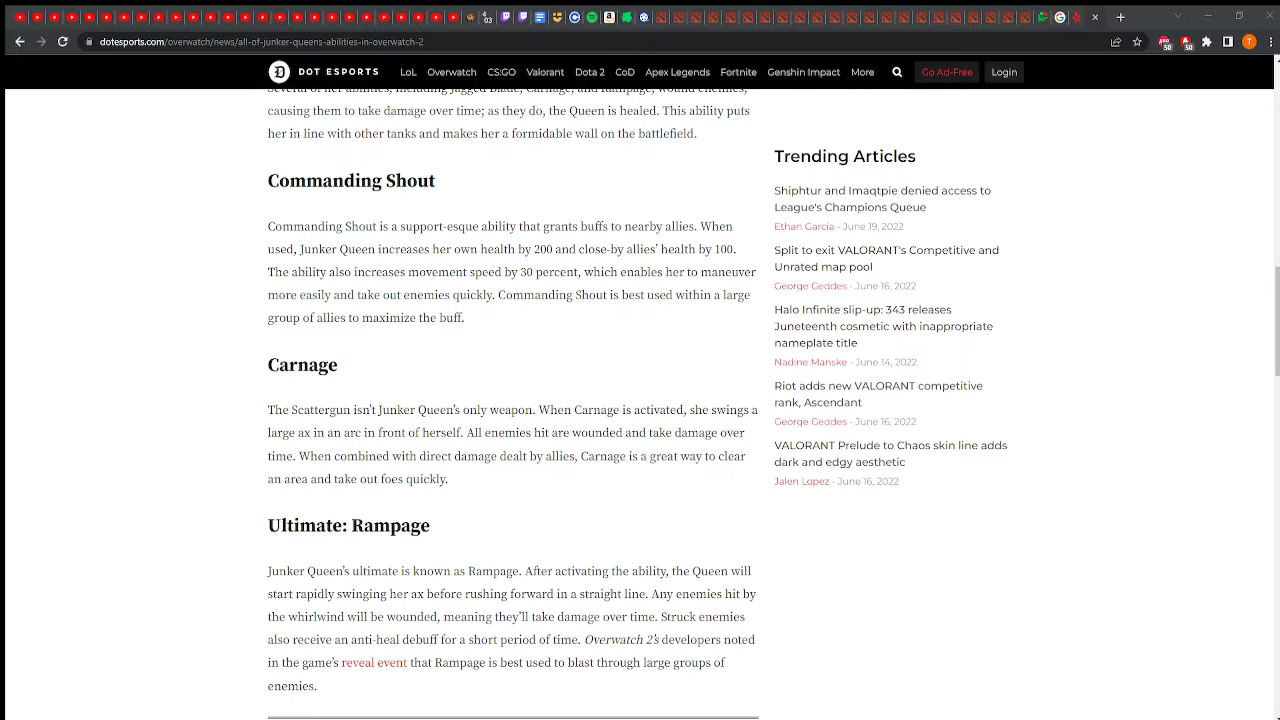 03
50
50
T
dotesports.com/overwatch/news/all-of-junker-queens-abilities-in-overwatch-2
DOT ESPORTS
LoL Overwatch CS:GO Valorant Dota 2 CoD Apex Legends Fortnite Genshin Impact More Go Ad-Free Login
several of her abilities, including Jagged Blade, Carnage, and Rampage, wound enemies,
causing them to take damage over time; as they do, the Queen is healed. This ability puts
her in line with other tanks and makes her a formidable wall on the battlefield.
Commanding Shout
Commanding Shout is a support-esque ability that grants buffs to nearby allies. When
used, Junker Queen increases her own health by 200 and close-by allies’ health by 100.
The ability also increases movement speed by 30 percent, which enables her to maneuver
more easily and take out enemies quickly. Commanding Shout is best used within a large
group of allies to maximize the buff.
Carnage
The Scattergun isn’t Junker Queen’s only weapon. When Carnage is activated, she swings a
large ax in an arc in front of herself. All enemies hit are wounded and take damage over
time. When combined with direct damage dealt by allies, Carnage is a great way to clear
an area and take out foes quickly.
Ultimate: Rampage
Junker Queen’s ultimate is known as Rampage. After activating the ability, the Queen will
start rapidly swinging her ax before rushing forward in a straight line. Any enemies hit by
the whirlwind will be wounded, meaning they’ll take damage over time. Struck enemies
also receive an anti-heal debuff for a short period of time. Overwatch 2’s developers noted
in the game’s reveal event that Rampage is best used to blast through large groups of
enemies.
Trending Articles
Shiphtur and Imaqtpie denied access to
League's Champions Queue
Ethan Garcia - June 19, 2022
Split to exit VALORANT's Competitive and
Unrated map pool
George Geddes - June 16, 2022
Halo Infinite slip-up: 343 releases
Juneteenth cosmetic with inappropriate
nameplate title
Nadine Manske - June 14, 2022
Riot adds new VALORANT competitive
rank, Ascendant
George Geddes - June 16, 2022
VALORANT Prelude to Chaos skin line adds
dark and edgy aesthetic
Jalen Lopez - June 16, 2022